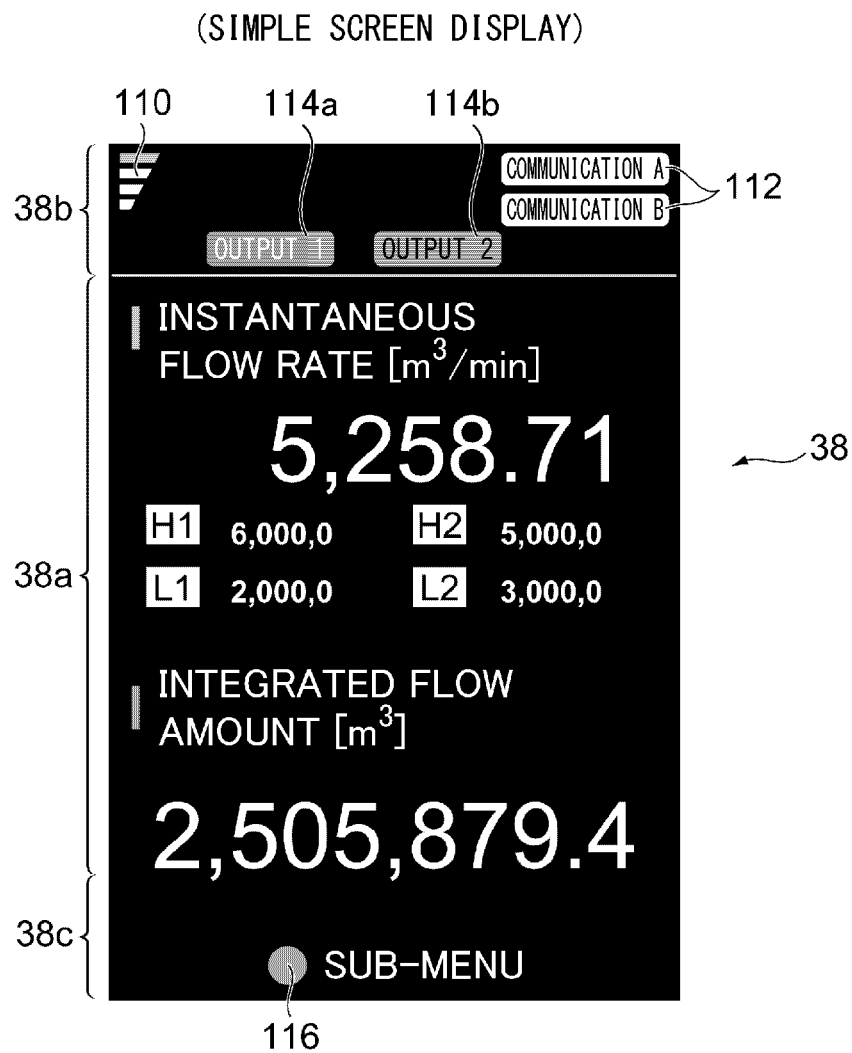 (SIMPLE SCREEN DISPLAY)
110 114a 114b
COMMUNICATION A
112
38b
COMMUNICATION B
OUTPUT 1 OUTPUT 2
INSTANTANEOUS
FLOW RATE [m³/min]
5,258.71
38
H1 6,000,0 H2 5,000,0
38a
L1 2,000,0 L2 3,000,0
INTEGRATED FLOW
AMOUNT [m³]
2,505,879.4
38c
SUB-MENU
116